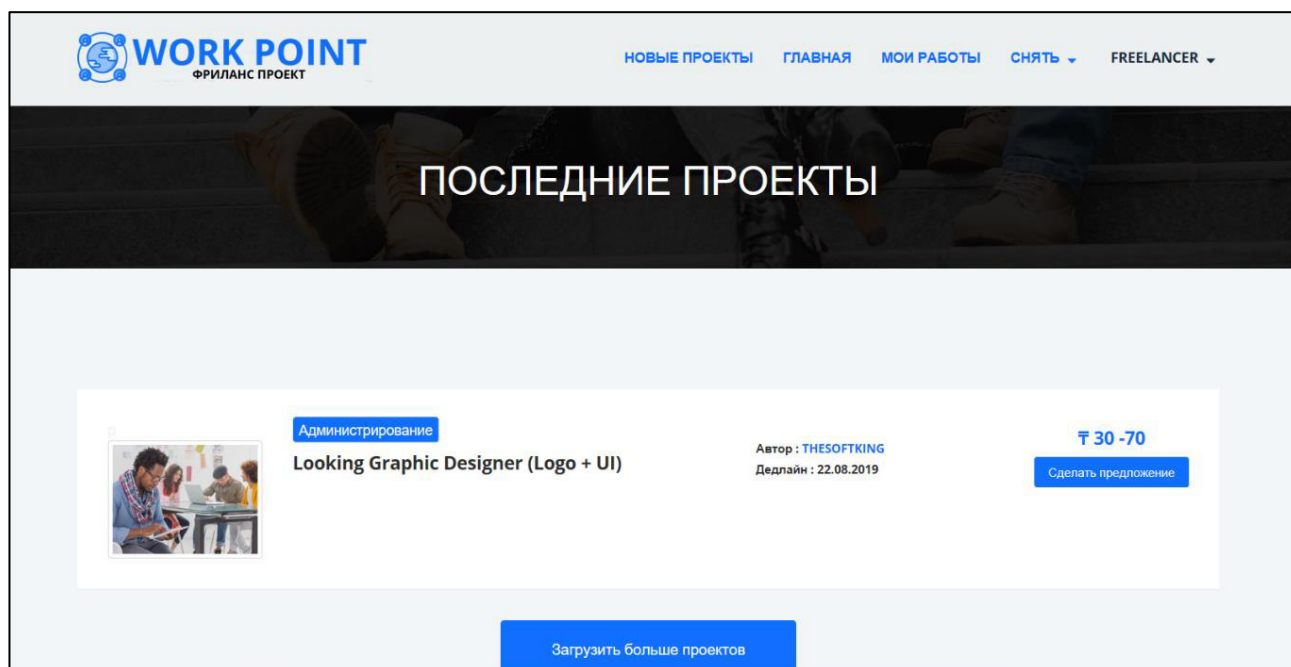 WORK POINT
ФРИЛАНС ПРОЕКТ
НОВЫЕ ПРОЕКТЫ ГЛАВНАЯ МОИ РАБОТЫ СНЯТЬ FREELANCER
ПОСЛЕДНИЕ ПРОЕКТЫ
Администрирование
Looking Graphic Designer (Logo + UI)
Автор : THESOFTKING
Дедлайн : 22.08.2019
₸ 30 -70
Сделать предложение
Загрузить больше проектов